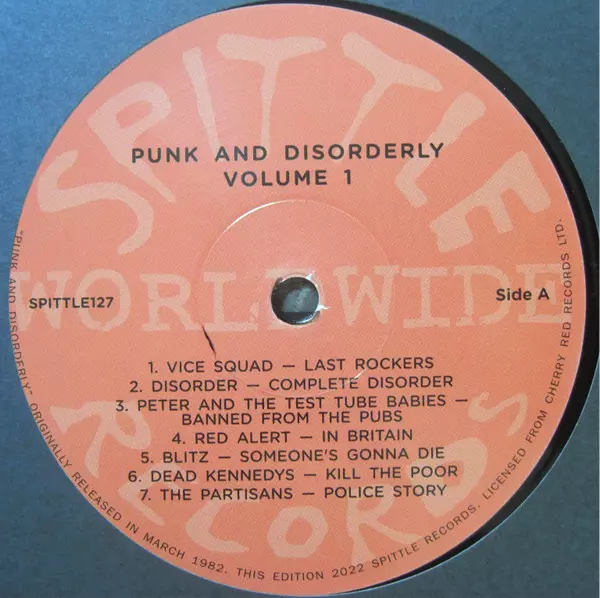 SPITTLE
PUNK AND DISORDERLY
VOLUME 1
WORLDWIDE
SPITTLE127
Side A
1. VICE SQUAD — LAST ROCKERS
2. DISORDER — COMPLETE DISORDER
3. PETER AND THE TEST TUBE BABIES —
BANNED FROM THE PUBS
4. RED ALERT — IN BRITAIN
5. BLITZ — SOMEONE'S GONNA DIE
6. DEAD KENNEDYS — KILL THE POOR
7. THE PARTISANS — POLICE STORY
RECORDS
"PUNK AND DISORDERLY" ORIGINALLY RELEASED IN MARCH 1982. THIS EDITION 2022 SPITTLE RECORDS. LICENSED FROM CHERRY RED RECORDS LTD.